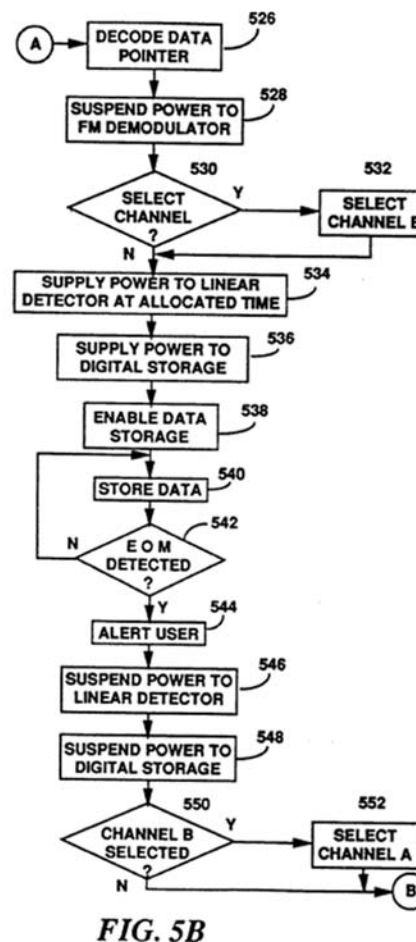 A
DECODE DATA
POINTER
526
SUSPEND POWER TO
FM DEMODULATOR
528
530
SELECT
CHANNEL
?
Y
N
532
SELECT
CHANNEL B
SUPPLY POWER TO LINEAR
DETECTOR AT ALLOCATED TIME
534
SUPPLY POWER TO
DIGITAL STORAGE
536
ENABLE DATA
STORAGE
538
STORE DATA
540
542
E O M
DETECTED
?
N
Y
544
ALERT USER
SUSPEND POWER TO
LINEAR DETECTOR
546
SUSPEND POWER TO
DIGITAL STORAGE
548
550
CHANNEL B
SELECTED
?
Y
N
552
SELECT
CHANNEL A
B
FIG. 5B